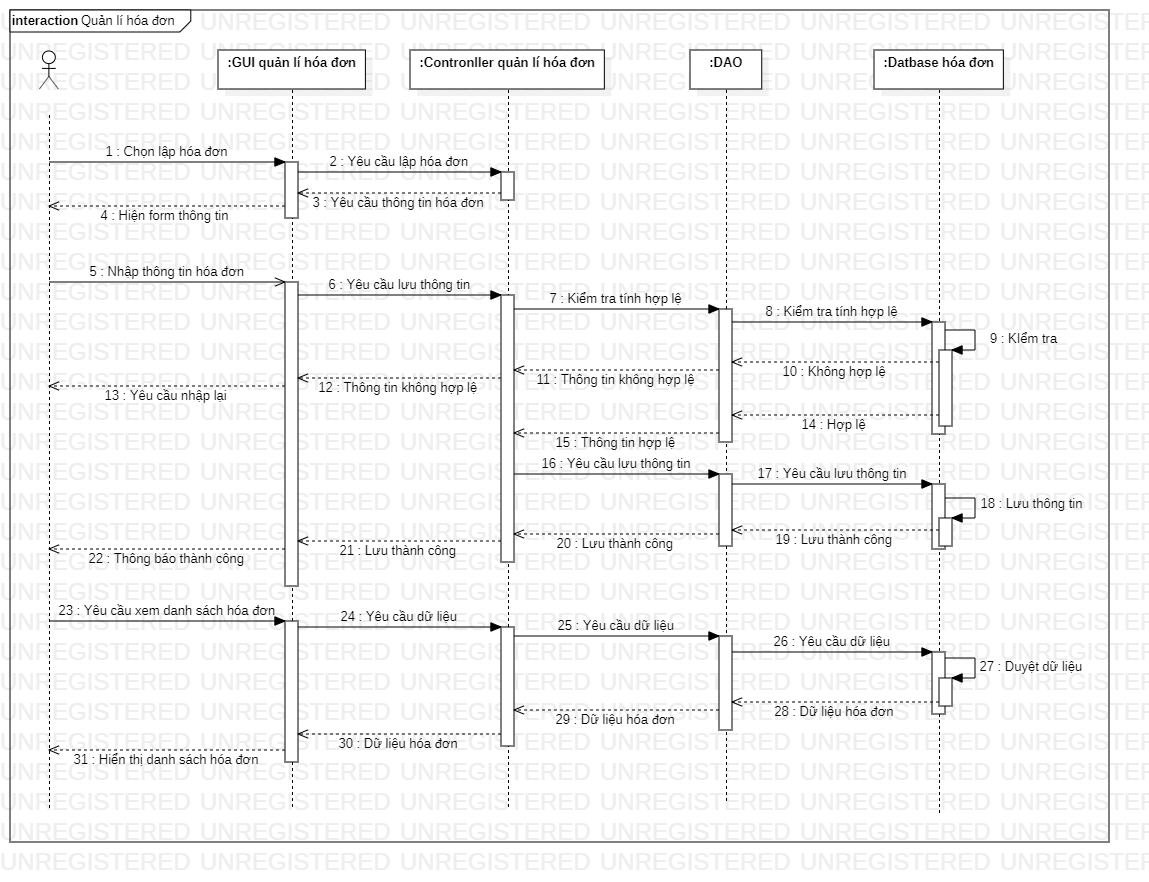 interaction Quản lí hóa đơn
:GUI quản lí hóa đơn
:Contronller quản lí hóa đơn
:DAO
:Datbase hóa đơn
1 : Chọn lập hóa đơn
2 : Yêu cầu lập hóa đơn
3 : Yêu cầu thông tin hóa đơn
4 : Hiện form thông tin
5 : Nhập thông tin hóa đơn
6 : Yêu cầu lưu thông tin
7 : Kiểm tra tính hợp lệ
8 : Kiểm tra tính hợp lệ
9 : KIểm tra
10 : Không hợp lệ
11 : Thông tin không hợp lệ
12 : Thông tin không hợp lệ
13 : Yêu cầu nhập lại
14 : Hợp lệ
15 : Thông tin hợp lệ
16 : Yêu cầu lưu thông tin
17 : Yêu cầu lưu thông tin
18 : Lưu thông tin
19 : Lưu thành công
20 : Lưu thành công
21 : Lưu thành công
22 : Thông báo thành công
23 : Yêu cầu xem danh sách hóa đơn
24 : Yêu cầu dữ liệu
25 : Yêu cầu dữ liệu
26 : Yêu cầu dữ liệu
27 : Duyệt dữ liệu
28 : Dữ liệu hóa đơn
29 : Dữ liệu hóa đơn
30 : Dữ liệu hóa đơn
31 : Hiển thị danh sách hóa đơn
UNREGISTERED UNREGISTERED UNREGISTERED UNREGISTERED UNREGISTERED